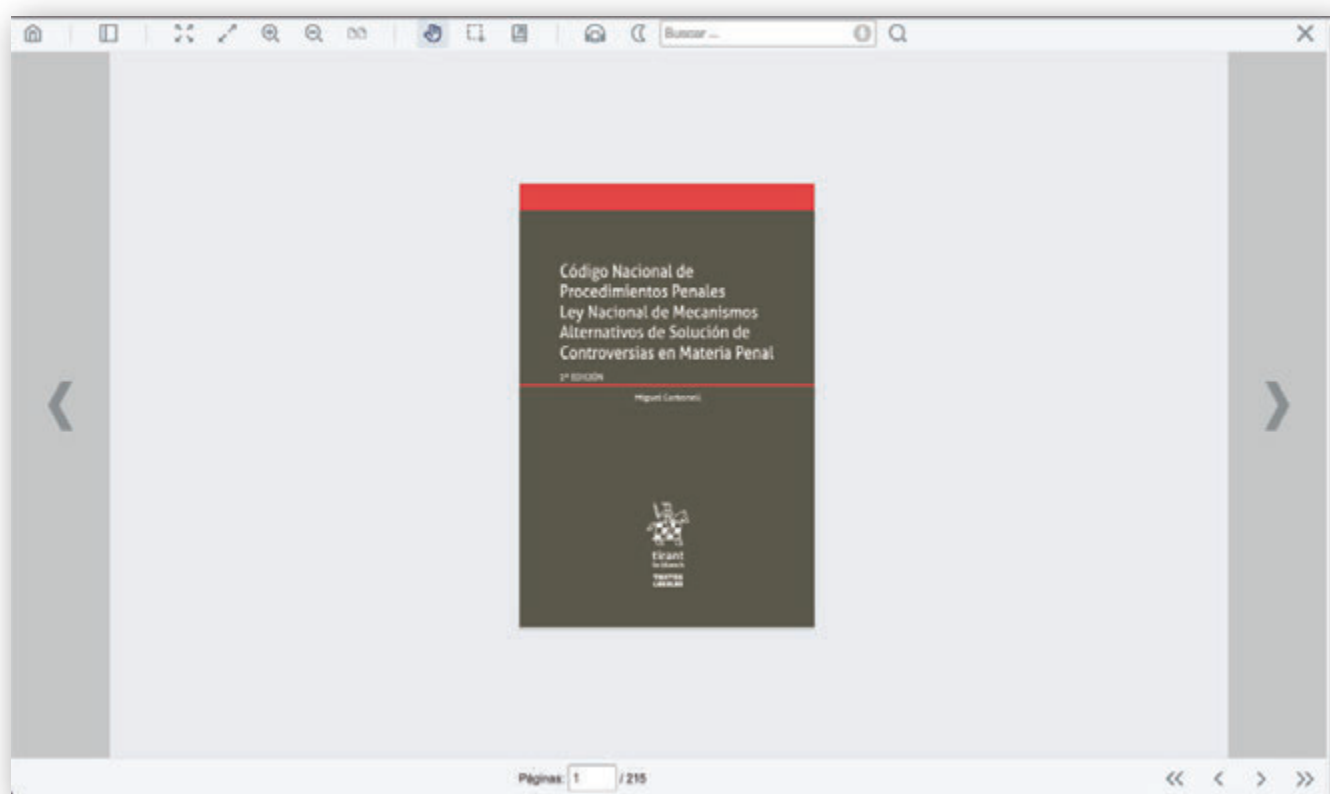 Buscar ...
Código Nacional de
Procedimientos Penales
Ley Nacional de Mecanismos
Alternativos de Solución de
Controversias en Materia Penal
EDICIÓN
Miguel Carbonell
tirant
lo blanch
TEXTOS
LEGALES
Páginas: 1 / 215